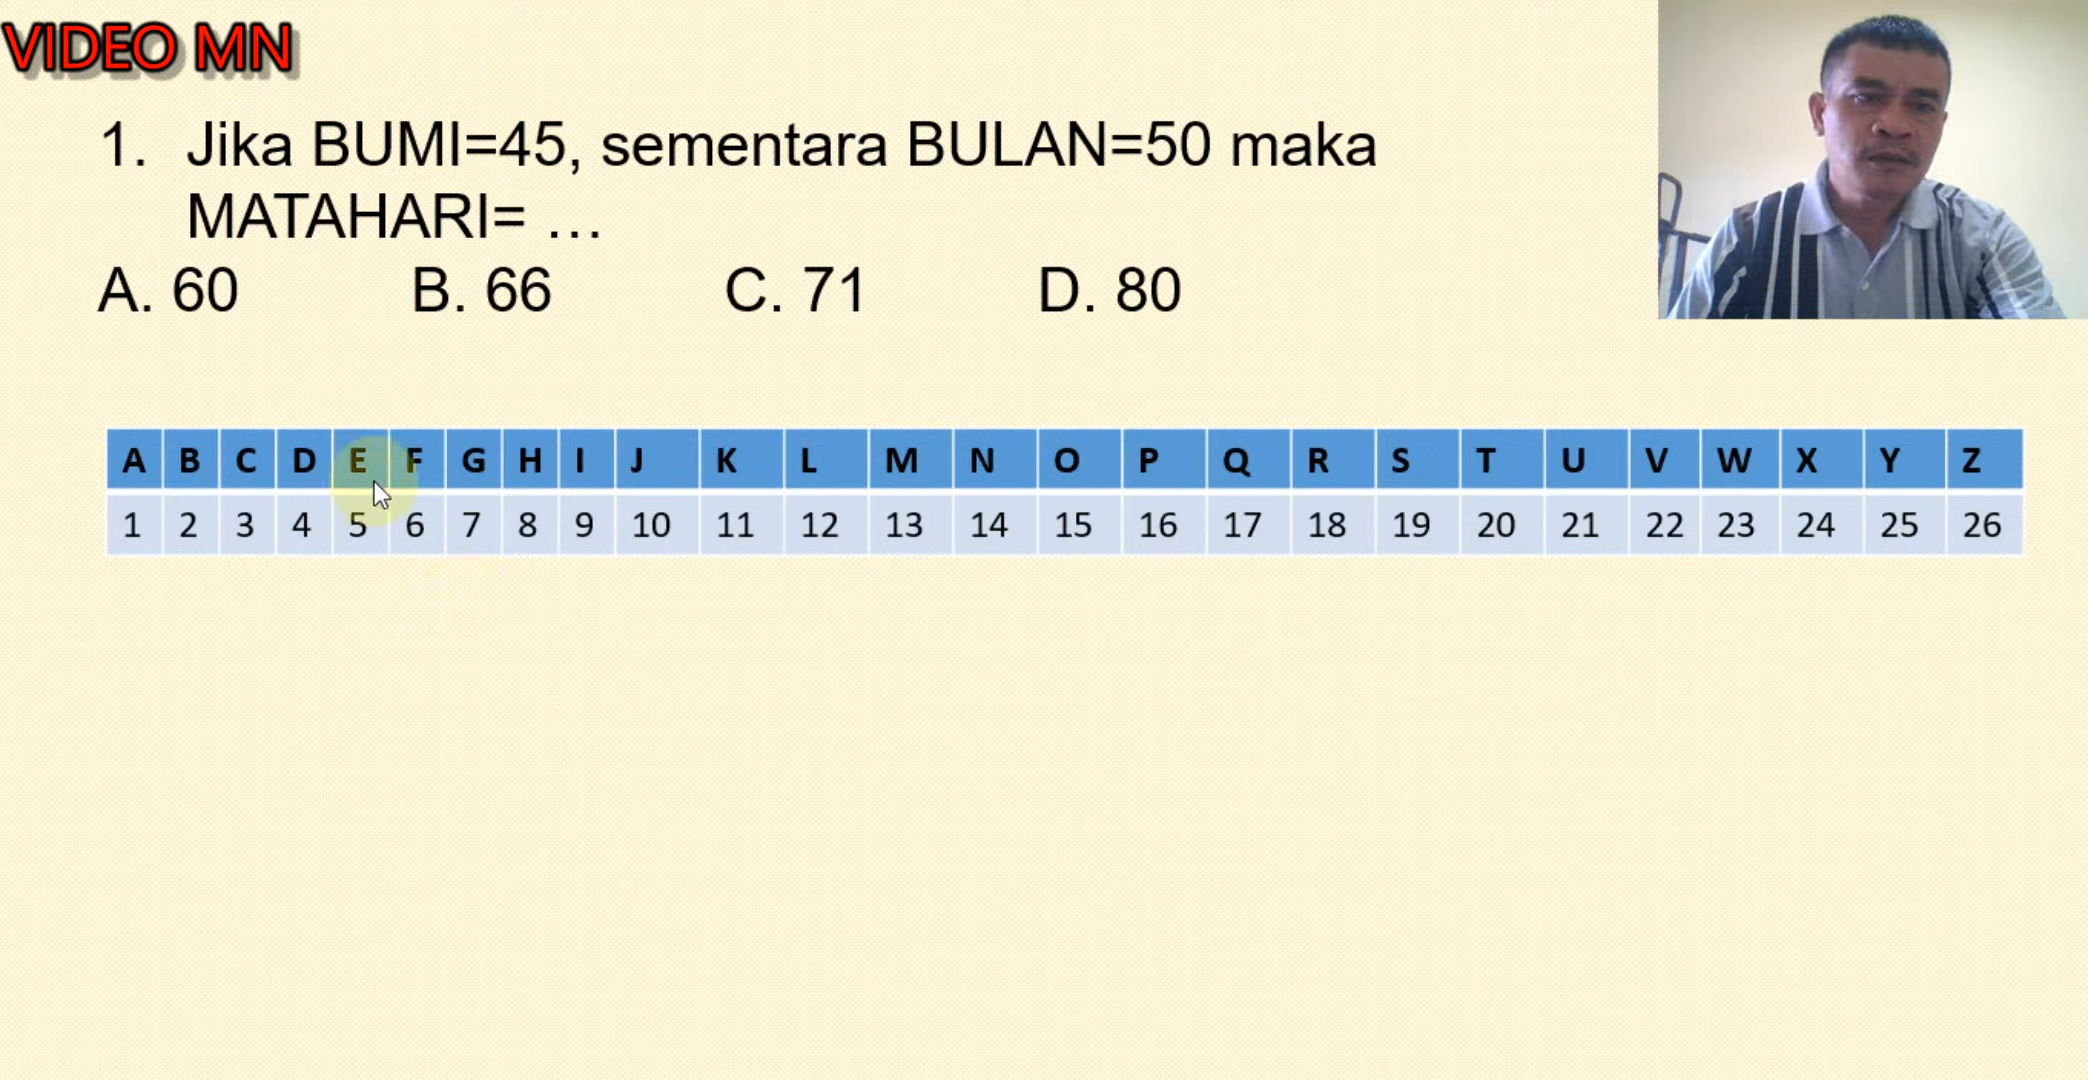 VIDEO MN
1. Jika BUMI=45, sementara BULAN=50 maka
MATAHARI= …
A. 60 B. 66 C. 71 D. 80
A B C D E F G H I J K L M N O P Q R S T U V W X Y Z
1 2 3 4 5 6 7 8 9 10 11 12 13 14 15 16 17 18 19 20 21 22 23 24 25 26